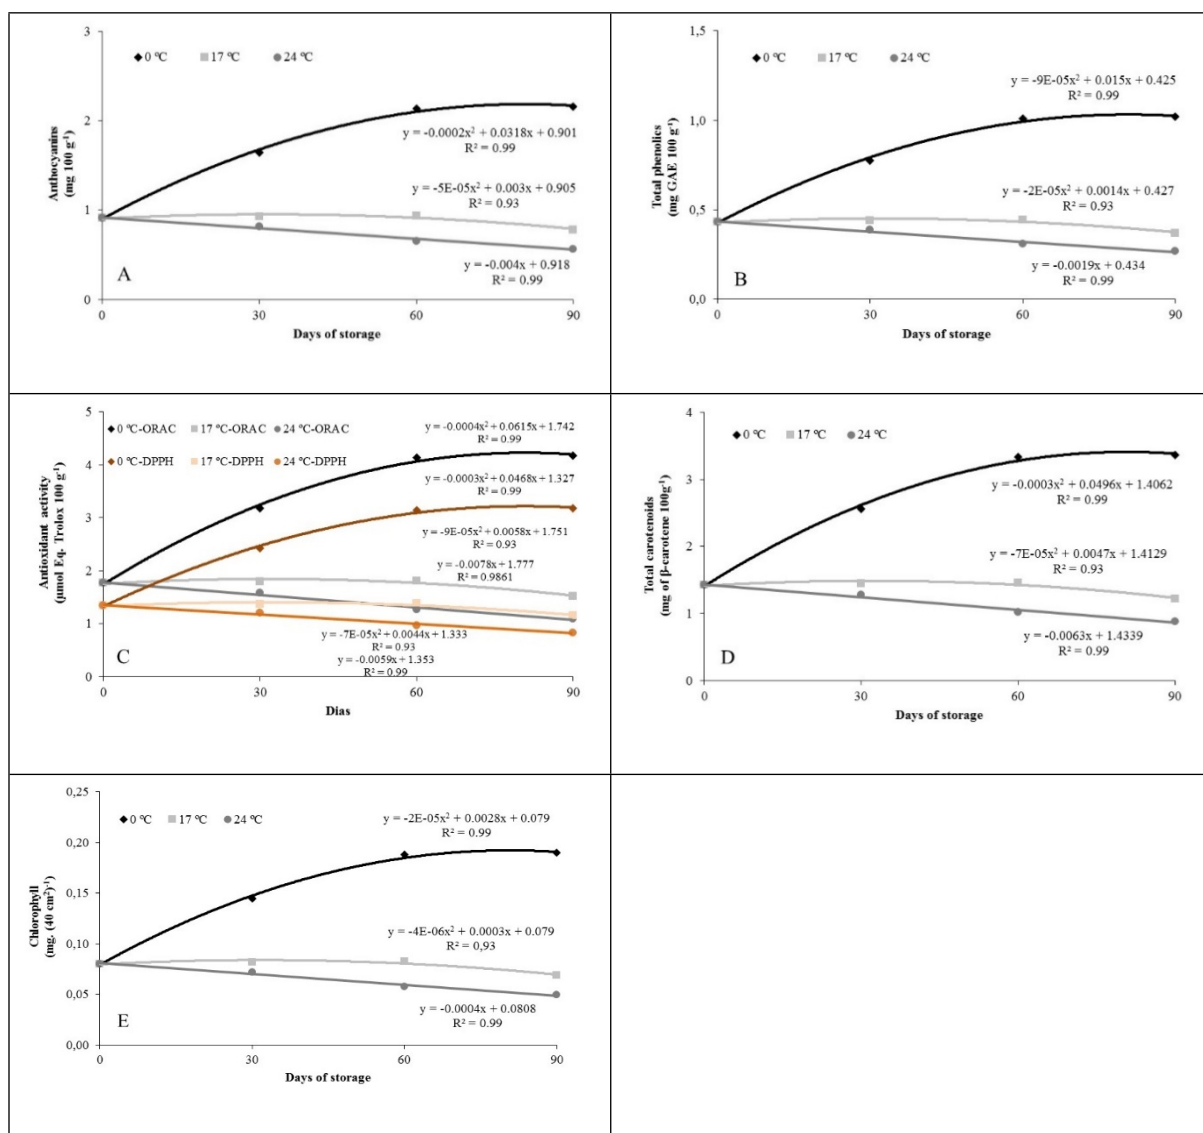 3
◆0 ºC ■17 ºC ●24 ºC
2
Anthocyanins
(mg 100 g⁻¹)
y = -0.0002x² + 0.0318x + 0.901
R² = 0.99
y = -5E-05x² + 0.003x + 0.905
R² = 0.93
1
y = -0.004x + 0.918
R² = 0.99
A
0
0 30 60 90
Days of storage
1,5
◆0 ºC ■17 ºC ●24 ºC
y = -9E-05x² + 0.015x + 0.425
R² = 0.99
1,0
Total phenolics
(mg GAE 100 g⁻¹)
y = -2E-05x² + 0.0014x + 0.427
R² = 0.93
0,5
y = -0.0019x + 0.434
R² = 0.99
B
0,0
0 30 60 90
Days of storage
5
◆0 ºC-ORAC ■17 ºC-ORAC ●24 ºC-ORAC
◆0 ºC-DPPH ■17 ºC-DPPH ●24 ºC-DPPH
y = -0.0004x² + 0.0615x + 1.742
R² = 0.99
4
Antioxidant activity
(µmol Eq. Trolox 100 g⁻¹)
y = -0.0003x² + 0.0468x + 1.327
R² = 0.99
3
y = -9E-05x² + 0.0058x + 1.751
R² = 0.93
y = -0.0078x + 1.777
R² = 0.9861
2
1
y = -7E-05x² + 0.0044x + 1.333
R² = 0.93
y = -0.0059x + 1.353
R² = 0.99
C
0
0 30 60 90
Dias
4
◆0 ºC ■17 ºC ●24 ºC
3
Total carotenoids
(mg of β-carotene 100g⁻¹)
y = -0.0003x² + 0.0496x + 1.4062
R² = 0.99
2
y = -7E-05x² + 0.0047x + 1.4129
R² = 0.93
1
y = -0.0063x + 1.4339
R² = 0.99
D
0
0 30 60 90
Days of storage
0,25
◆0 ºC ■17 ºC ●24 ºC
y = -2E-05x² + 0.0028x + 0.079
R² = 0.99
0,20
0,15
Chlorophyll
(mg. (40 cm²)⁻¹
y = -4E-06x² + 0.0003x + 0.079
R² = 0,93
0,10
0,05
y = -0.0004x + 0.0808
R² = 0.99
E
0,00
0 30 60 90
Days of storage